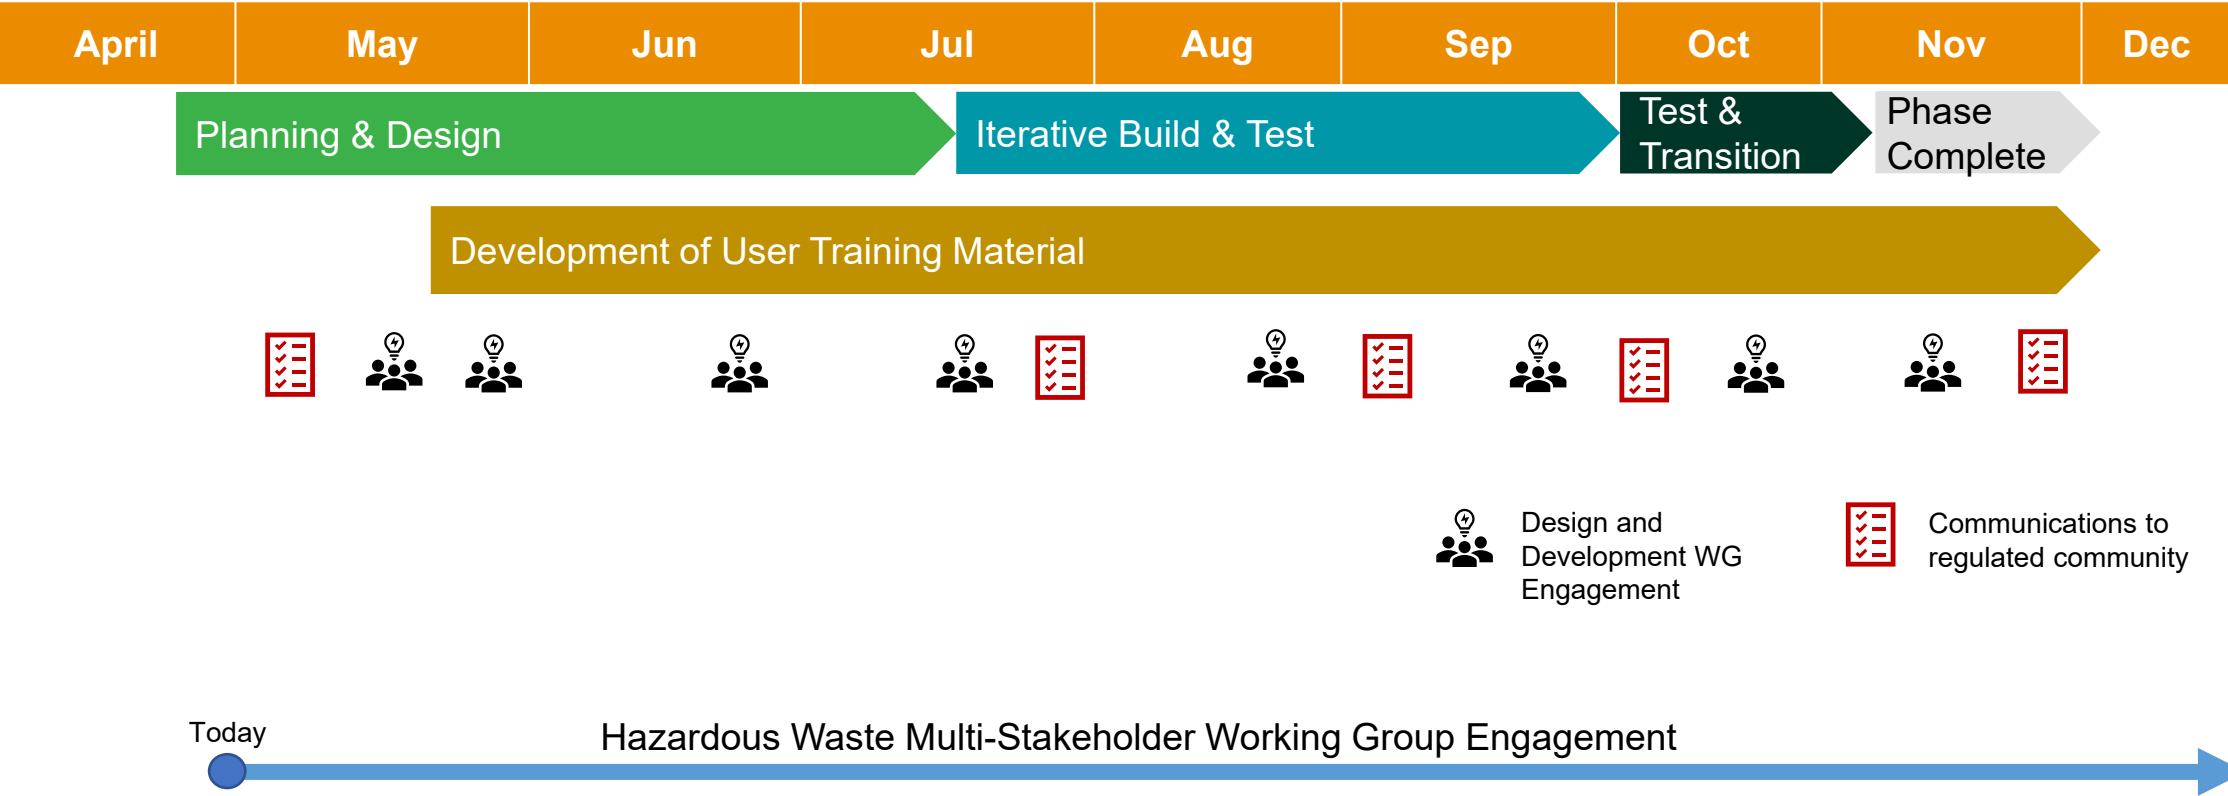 April May Jun Jul Aug Sep Oct Nov Dec
Planning & Design
Iterative Build & Test
Test &
Transition
Phase
Complete
Development of User Training Material
Design and
Development WG
Engagement
Communications to
regulated community
Today
Hazardous Waste Multi-Stakeholder Working Group Engagement